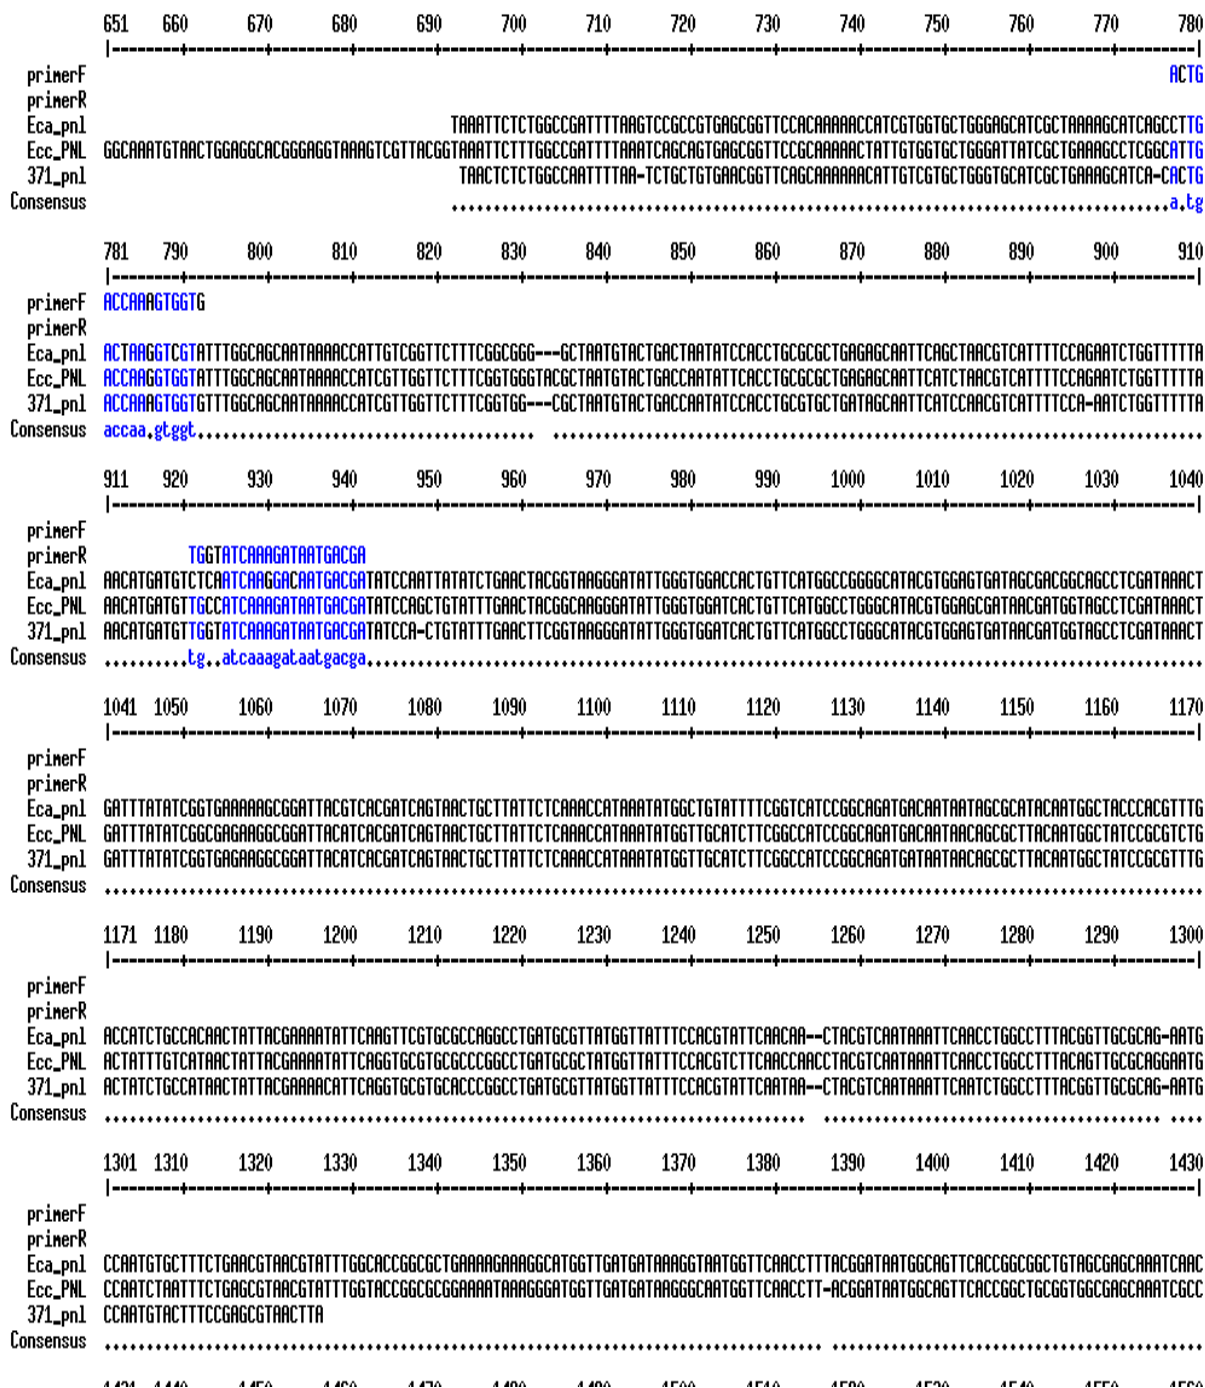 651 660 670 680 690 700 710 720 730 740 750 760 770 780
|--------+---------+---------+---------+---------+---------+---------+---------+---------+---------+---------+---------+---------|
primerF ACTG
primerR
Eca_pnl TAAATTCTCTGGCCGATTTTAAGTCCGCCGTGAGCGGTTCCACAAAAACCATCGTGGTGCTGGGAGCATCGCTAAAAGCATCAGCCTTG
Ecc_PNL GGCAAATGTAACTGGAGGCACGGGAGGTAAAGTCGTTACGGTAAATTCTTTGGCCGATTTTAAATCAGCAGTGAGCGGTTCCGCAAAAACTATTGTGGTGCTGGGATTATCGCTGAAAGCCTCGGCATTG
371_pnl TAACTCTCTGGCCAATTTTAA-TCTGCTGTGAACGGTTCAGCAAAAAACATTGTCGTGCTGGGTGCATCGCTGAAAGCATCA-CACTG
Consensus .....................................................................................a.tg
781 790 800 810 820 830 840 850 860 870 880 890 900 910
|--------+---------+---------+---------+---------+---------+---------+---------+---------+---------+---------+---------+---------|
primerF ACCAAAGTGGTG
primerR
Eca_pnl ACTAAGGTCGTATTTGGCAGCAATAAAACCATTGTCGGTTCTTTCGGCGGG---GCTAATGTACTGACTAATATCCACCTGCGCGCTGAGAGCAATTCAGCTAACGTCATTTTCCAGAATCTGGTTTTTA
Ecc_PNL ACCAAGGTGGTATTTGGCAGCAATAAAACCATCGTTGGTTCTTTCGGTGGGTACGCTAATGTACTGACCAATATTCACCTGCGCGCTGAGAGCAATTCATCTAACGTCATTTTCCAGAATCTGGTTTTTA
371_pnl ACCAAAGTGGTGTTTGGCAGCAATAAAACCATCGTTGGTTCTTTCGGTGG---CGCTAATGTACTGACCAATATCCACCTGCGTGCTGATAGCAATTCATCCAACGTCATTTTCCA-AATCTGGTTTTTA
Consensus accaa.gtggt........................................ .............................................................................
911 920 930 940 950 960 970 980 990 1000 1010 1020 1030 1040
|--------+---------+---------+---------+---------+---------+---------+---------+---------+---------+---------+---------+---------|
primerF
primerR TGGTATCAAAGATAATGACGA
Eca_pnl AACATGATGTCTCAATCAAGGACAATGACGATATCCAATTATATCTGAACTACGGTAAGGGATATTGGGTGGACCACTGTTCATGGCCGGGGCATACGTGGAGTGATAGCGACGGCAGCCTCGATAAACT
Ecc_PNL AACATGATGTTGCCATCAAAGATAATGACGATATCCAGCTGTATTTGAACTACGGCAAGGGATATTGGGTGGATCACTGTTCATGGCCTGGGCATACGTGGAGCGATAACGATGGTAGCCTCGATAAACT
371_pnl AACATGATGTTGGTATCAAAGATAATGACGATATCCA-CTGTATTTGAACTTCGGTAAGGGATATTGGGTGGATCACTGTTCATGGCCTGGGCATACGTGGAGTGATAACGATGGTAGCCTCGATAAACT
Consensus ..........tg..atcaaagataatgacga...................................................................................................
1041 1050 1060 1070 1080 1090 1100 1110 1120 1130 1140 1150 1160 1170
|--------+---------+---------+---------+---------+---------+---------+---------+---------+---------+---------+---------+---------|
primerF
primerR
Eca_pnl GATTTATATCGGTGAAAAAGCGGATTACGTCACGATCAGTAACTGCTTATTCTCAAACCATAAATATGGCTGTATTTTCGGTCATCCGGCAGATGACAATAATAGCGCATACAATGGCTACCCACGTTTG
Ecc_PNL GATTTATATCGGCGAGAAGGCGGATTACATCACGATCAGTAACTGCTTATTCTCAAACCATAAATATGGTTGCATCTTCGGCCATCCGGCAGATGACAATAACAGCGCTTACAATGGCTATCCGCGTCTG
371_pnl GATTTATATCGGTGAGAAGGCGGATTACATCACGATCAGTAACTGCTTATTCTCAAACCATAAATATGGTTGCATCTTCGGCCATCCGGCAGATGATAATAACAGCGCTTACAATGGCTATCCGCGTTTG
Consensus ..................................................................................................................................
1171 1180 1190 1200 1210 1220 1230 1240 1250 1260 1270 1280 1290 1300
|--------+---------+---------+---------+---------+---------+---------+---------+---------+---------+---------+---------+---------|
primerF
primerR
Eca_pnl ACCATCTGCCACAACTATTACGAAAATATTCAAGTTCGTGCGCCAGGCCTGATGCGTTATGGTTATTTCCACGTATTCAACAA--CTACGTCAATAAATTCAACCTGGCCTTTACGGTTGCGCAG-AATG
Ecc_PNL ACTATTTGTCATAACTATTACGAAAATATTCAGGTGCGTGCGCCCGGCCTGATGCGCTATGGTTATTTCCACGTCTTCAACCAACCTACGTCAATAAATTCAACCTGGCCTTTACAGTTGCGCAGGAATG
371_pnl ACTATCTGCCATAACTATTACGAAAACATTCAGGTGCGTGCACCCGGCCTGATGCGTTATGGTTATTTCCACGTATTCAATAA--CTACGTCAATAAATTCAATCTGGCCTTTACGGTTGCGCAG-AATG
Consensus ................................................................................... ........................................ ....
1301 1310 1320 1330 1340 1350 1360 1370 1380 1390 1400 1410 1420 1430
|--------+---------+---------+---------+---------+---------+---------+---------+---------+---------+---------+---------+---------|
primerF
primerR
Eca_pnl CCAATGTGCTTTCTGAACGTAACGTATTTGGCACCGGCGCTGAAAAGAAAGGCATGGTTGATGATAAAGGTAATGGTTCAACCTTTACGGATAATGGCAGTTCACCGGCGGCTGTAGCGAGCAAATCAAC
Ecc_PNL CCAATCTAATTTCTGAGCGTAACGTATTTGGTACCGGCGCGGAAAATAAAGGGATGGTTGATGATAAGGGCAATGGTTCAACCTT-ACGGATAATGGCAGTTCACCGGCTGCGGTGGCGAGCAAATCGCC
371_pnl CCAATGTACTTTCCGAGCGTAACTTA
Consensus ..................................................................................... ............................................